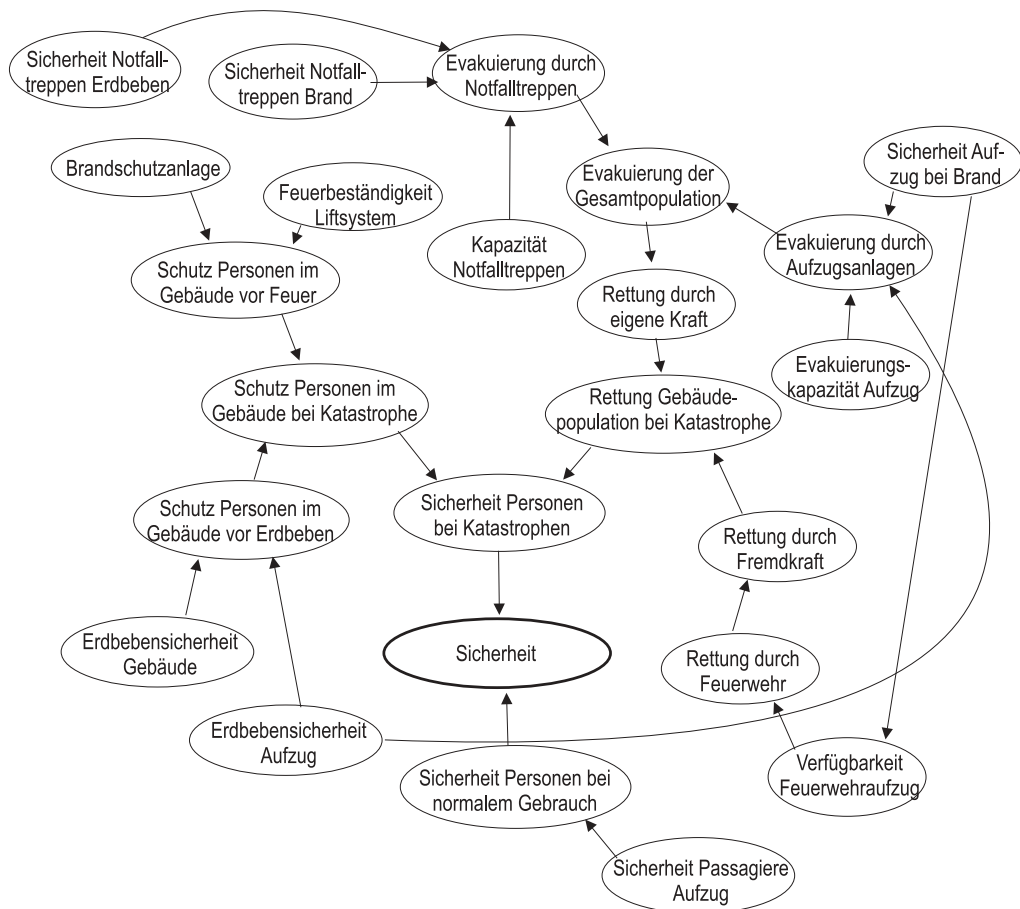 Sicherheit Notfall-
treppen Erdbeben
Sicherheit Notfall-
treppen Brand
Evakuierung durch
Notfalltreppen
Brandschutzanlage
Feuerbeständigkeit
Liftsystem
Evakuierung der
Gesamtpopulation
Sicherheit Auf-
zug bei Brand
Schutz Personen im
Gebäude vor Feuer
Kapazität
Notfalltreppen
Evakuierung durch
Aufzugsanlagen
Rettung durch
eigene Kraft
Evakuierungs-
kapazität Aufzug
Schutz Personen im
Gebäude bei Katastrophe
Rettung Gebäude-
population bei Katastrophe
Schutz Personen im
Gebäude vor Erdbeben
Sicherheit Personen
bei Katastrophen
Rettung durch
Fremdkraft
Erdbebensicherheit
Gebäude
Sicherheit
Rettung durch
Feuerwehr
Erdbebensicherheit
Aufzug
Sicherheit Personen bei
normalem Gebrauch
Verfügbarkeit
Feuerwehraufzug
Sicherheit Passagiere
Aufzug